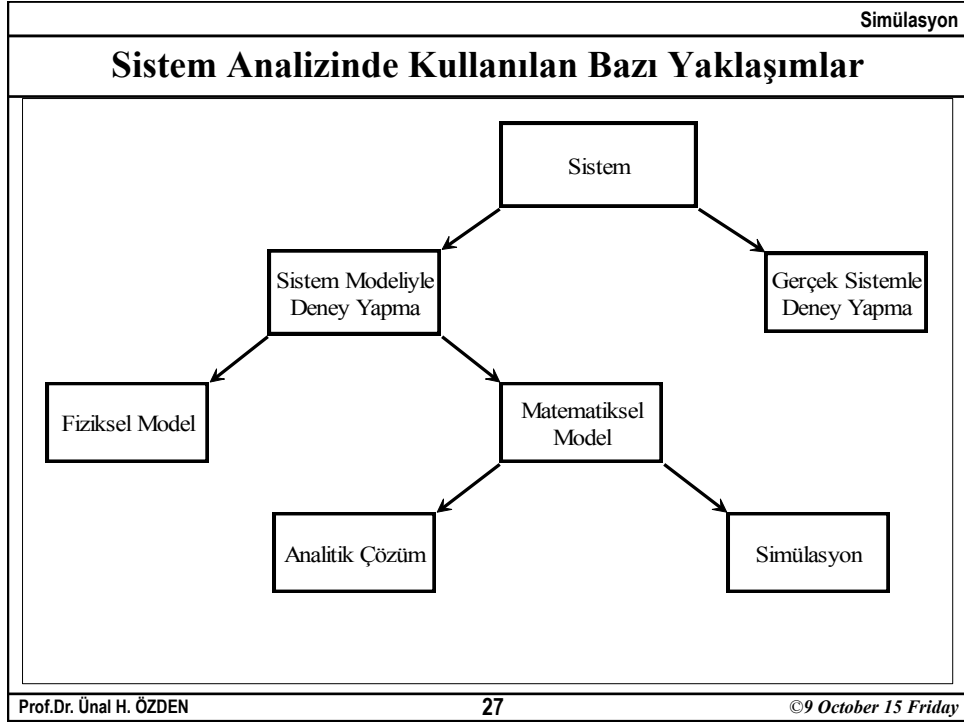 Simülasyon
Sistem Analizinde Kullanılan Bazı Yaklaşımlar
Sistem
Sistem Modeliyle
Deney Yapma
Gerçek Sistemle
Deney Yapma
Fiziksel Model
Matematiksel
Model
Analitik Çözüm
Simülasyon
Prof.Dr. Ünal H. ÖZDEN
27
©9 October 15 Friday